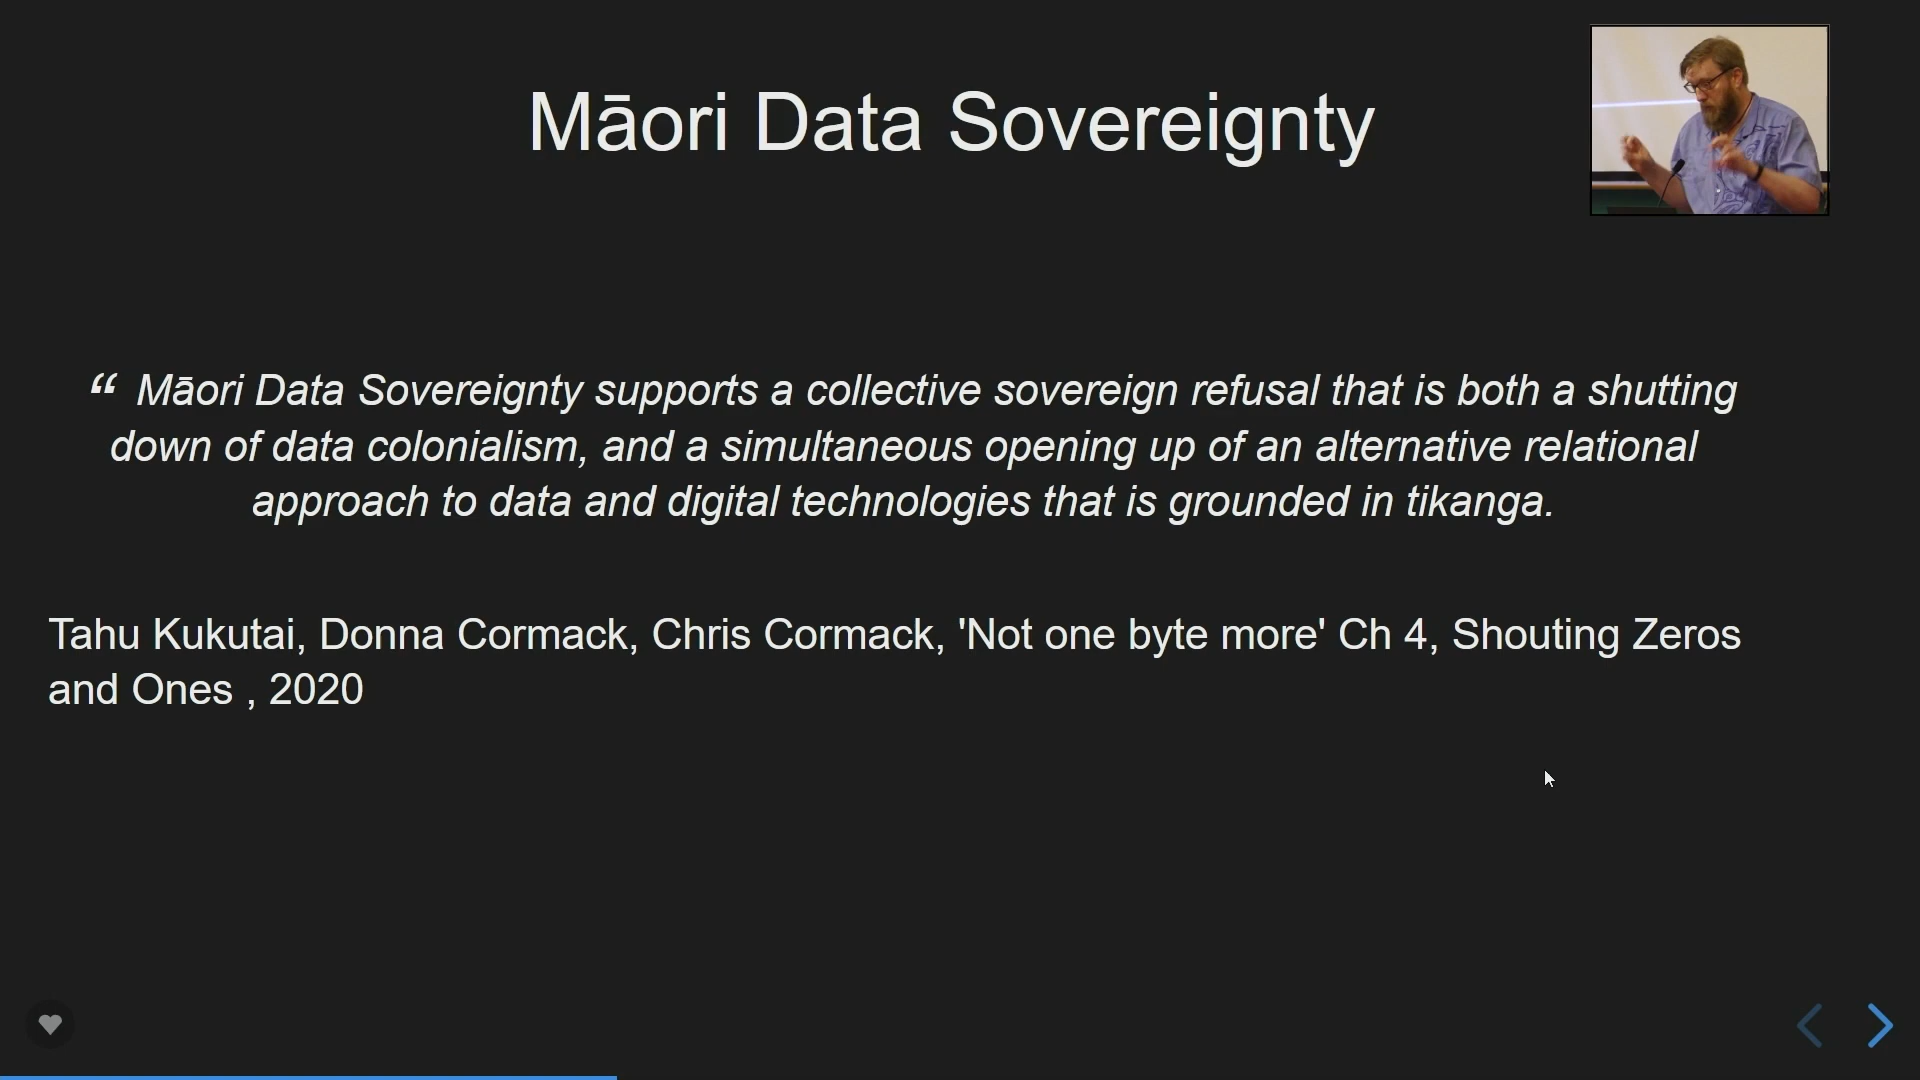 Māori Data Sovereignty
“ Māori Data Sovereignty supports a collective sovereign refusal that is both a shutting
down of data colonialism, and a simultaneous opening up of an alternative relational
approach to data and digital technologies that is grounded in tikanga.
Tahu Kukutai, Donna Cormack, Chris Cormack, 'Not one byte more' Ch 4, Shouting Zeros
and Ones , 2020